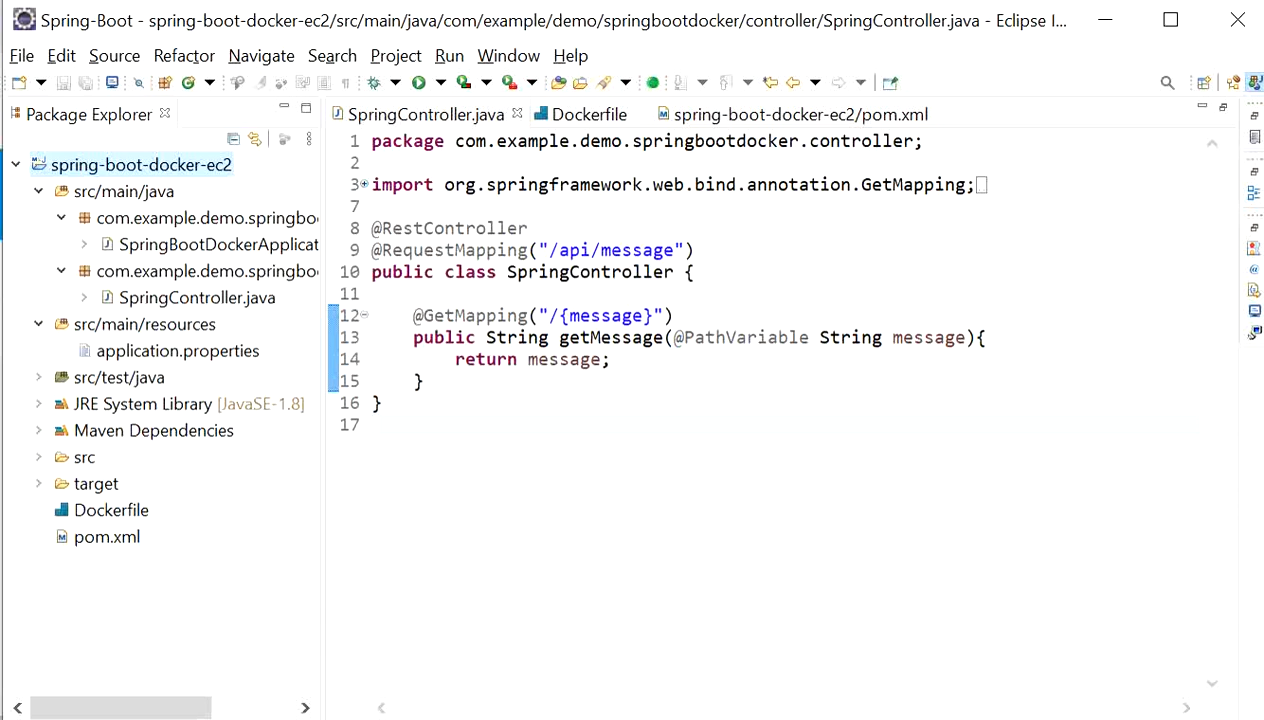 Spring-Boot - spring-boot-docker-ec2/src/main/java/com/example/demo/springbootdocker/controller/SpringController.java - Eclipse I...
File Edit Source Refactor Navigate Search Project Run Window Help
Package Explorer
spring-boot-docker-ec2
src/main/java
com.example.demo.springbo
SpringBootDockerApplicat
com.example.demo.springbo
SpringController.java
src/main/resources
application.properties
src/test/java
JRE System Library [JavaSE-1.8]
Maven Dependencies
src
target
Dockerfile
pom.xml
SpringController.java Dockerfile spring-boot-docker-ec2/pom.xml
1 package com.example.demo.springbootdocker.controller;
2
3 import org.springframework.web.bind.annotation.GetMapping;
7
8 @RestController
9 @RequestMapping("/api/message")
10 public class SpringController {
11
12 @GetMapping("/{message}")
13 public String getMessage(@PathVariable String message){
14 return message;
15 }
16 }
17